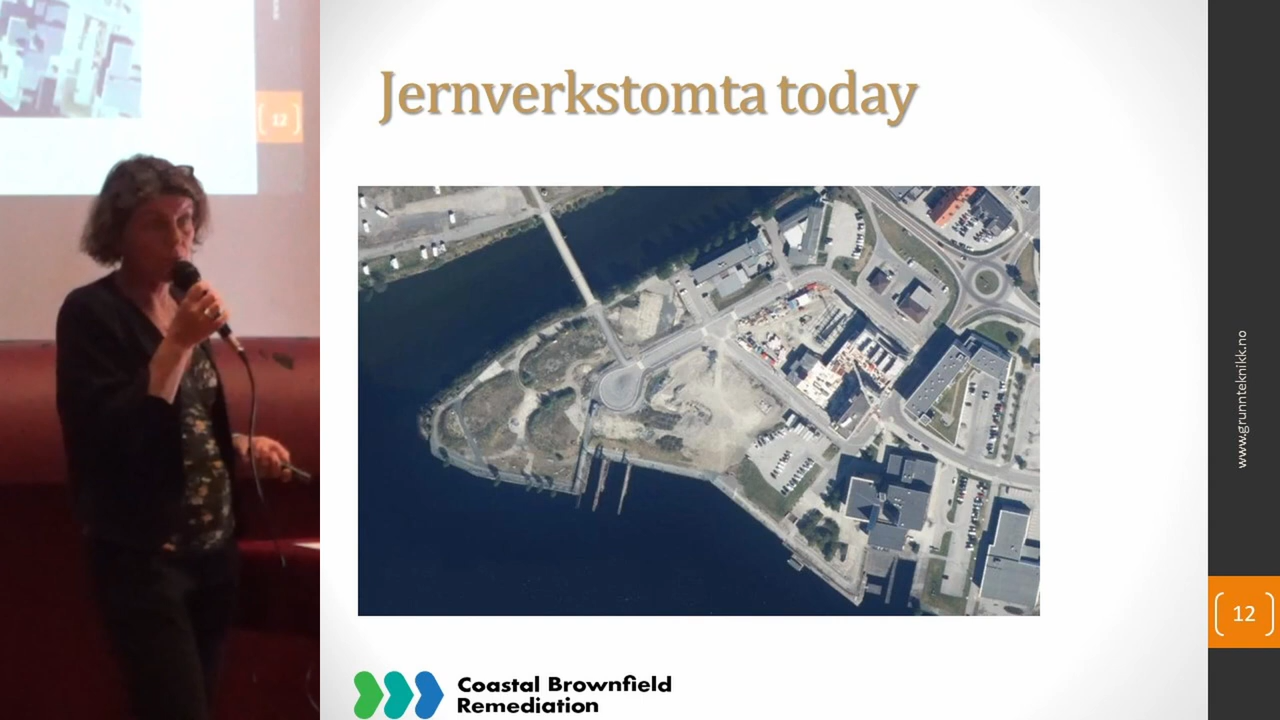 12
Jernverkstomta today
www.grunnteknikk.no
12
Coastal Brownfield
Remediation